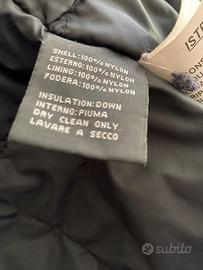 SHELL:100% NYLON
ESTERNO:100% NYLON
LINING:100% NYLON
FODERA:100% NYLON
INSULATION:DOWN
INTERNO:PIUMA
DRY CLEAN ONLY
LAVARE A SECCO
subito